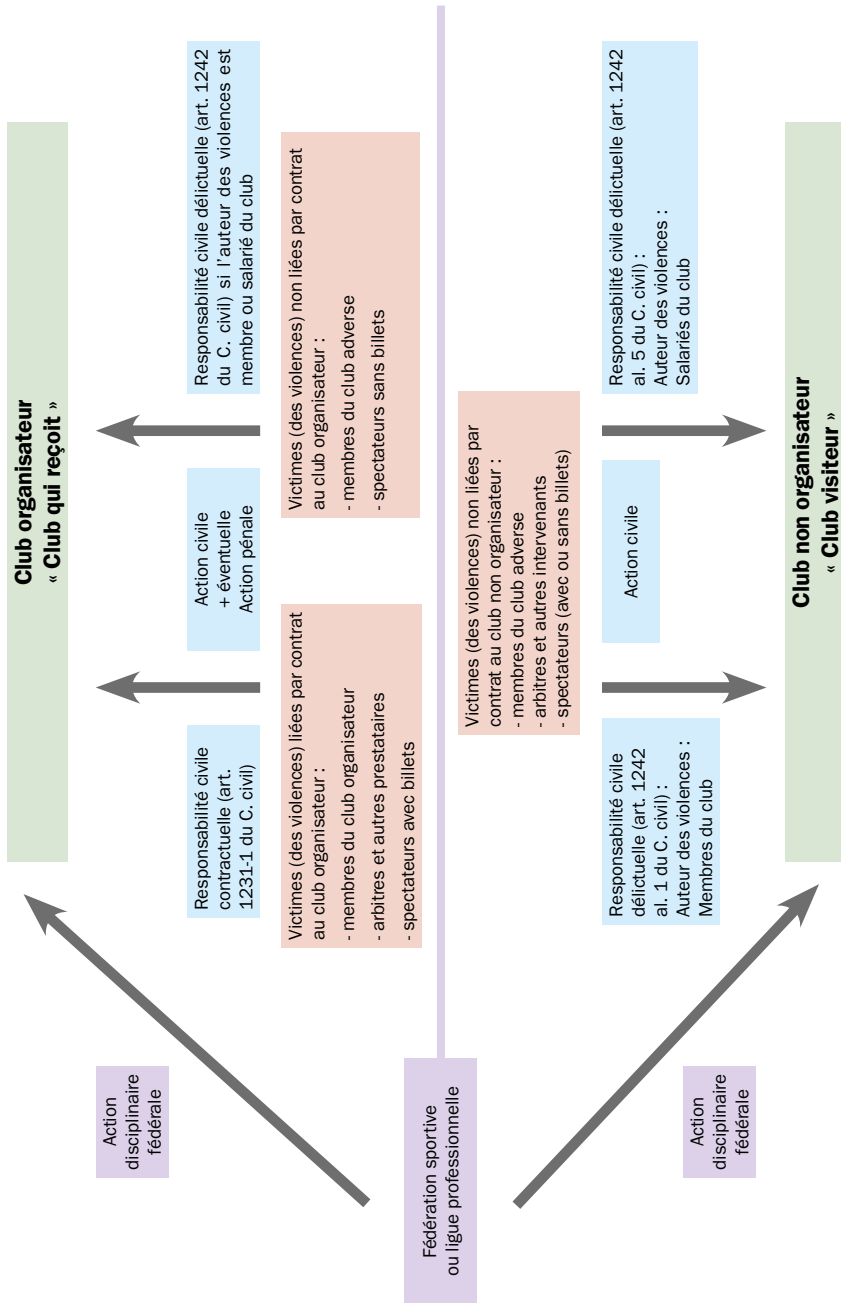 Club organisateur
« Club qui reçoit »
Responsabilité civile
contractuelle (art.
1231-1 du C. civil)
Action civile
+ éventuelle
Action pénale
Responsabilité civile délictuelle (art. 1242
du C. civil) si l'auteur des violences est
membre ou salarié du club
Action
disciplinaire
fédérale
Victimes (des violences) liées par contrat
au club organisateur :
- membres du club organisateur
- arbitres et autres prestataires
- spectateurs avec billets
Victimes (des violences) non liées par contrat
au club organisateur :
- membres du club adverse
- spectateurs sans billets
Fédération sportive
ou ligue professionnelle
Victimes (des violences) non liées par
contrat au club non organisateur :
- membres du club adverse
- arbitres et autres intervenants
- spectateurs (avec ou sans billets)
Responsabilité civile
délictuelle (art. 1242
al. 1 du C. civil) :
Auteur des violences :
Membres du club
Action civile
Responsabilité civile délictuelle (art. 1242
al. 5 du C. civil) :
Auteur des violences :
Salariés du club
Action
disciplinaire
fédérale
Club non organisateur
« Club visiteur »